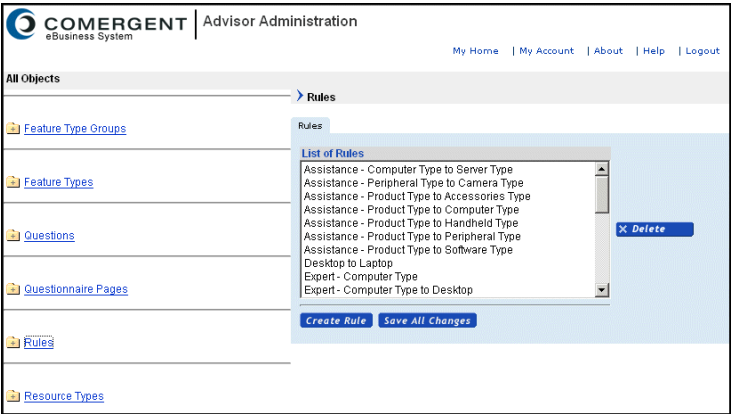 COMERGENT
eBusiness System
Advisor Administration
My Home | My Account | About | Help | Logout
All Objects
Feature Type Groups
Feature Types
Questions
Questionnaire Pages
Rules
Resource Types
Rules
Rules
List of Rules
Assistance - Computer Type to Server Type
Assistance - Peripheral Type to Camera Type
Assistance - Product Type to Accessories Type
Assistance - Product Type to Computer Type
Assistance - Product Type to Handheld Type
Assistance - Product Type to Peripheral Type
Assistance - Product Type to Software Type
Desktop to Laptop
Expert - Computer Type
Expert - Computer Type to Desktop
X Delete
Create Rule Save All Changes